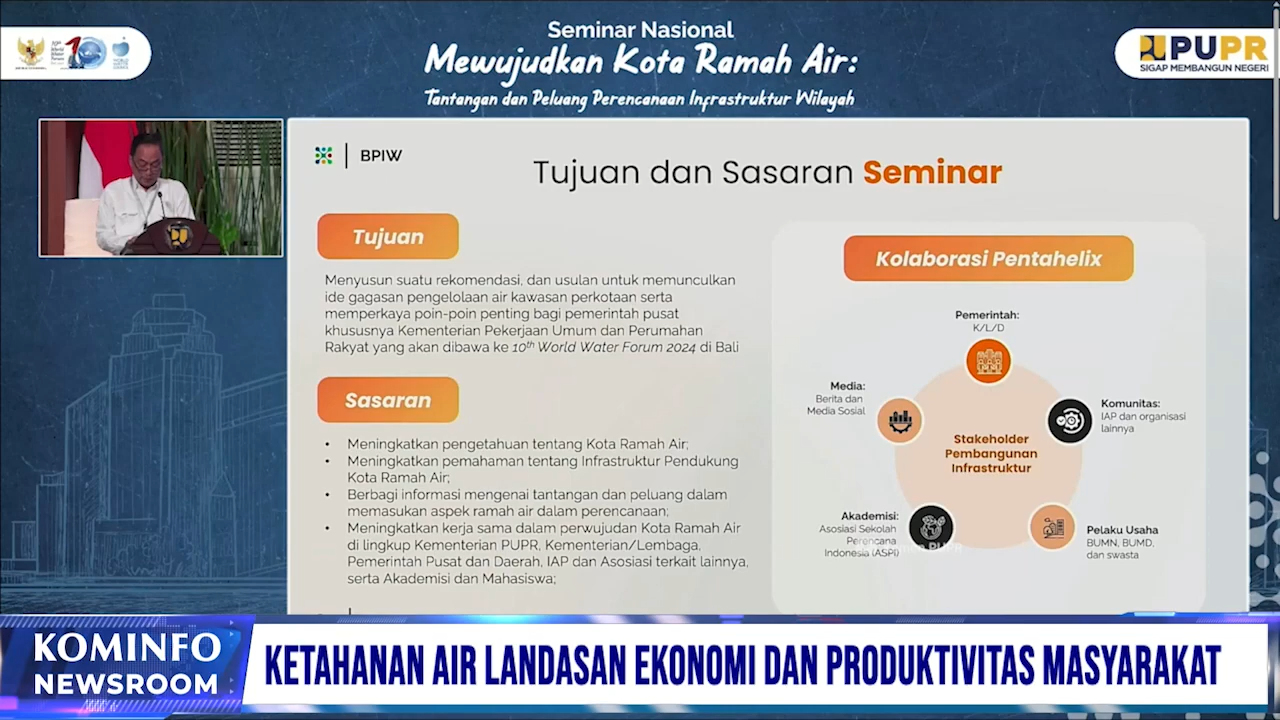 Seminar Nasional
Mewujudkan Kota Ramah Air:
Tantangan dan Peluang Perencanaan Infrastruktur Wilayah
PUPR
SIGAP MEMBANGUN NEGERI
BPIW
Tujuan dan Sasaran Seminar
Tujuan
Menyusun suatu rekomendasi, dan usulan untuk memunculkan
ide gagasan pengelolaan air kawasan perkotaan serta
memperkaya poin-poin penting bagi pemerintah pusat
khususnya Kementerian Pekerjaan Umum dan Perumahan
Rakyat yang akan dibawa ke 10th World Water Forum 2024 di Bali
Sasaran
• Meningkatkan pengetahuan tentang Kota Ramah Air;
• Meningkatkan pemahaman tentang Infrastruktur Pendukung
Kota Ramah Air;
• Berbagi informasi mengenai tantangan dan peluang dalam
memasukan aspek ramah air dalam perencanaan;
• Meningkatkan kerja sama dalam perwujudan Kota Ramah Air
di lingkup Kementerian PUPR, Kementerian/Lembaga,
Pemerintah Pusat dan Daerah, IAP dan Asosiasi terkait lainnya,
serta Akademisi dan Mahasiswa;
Kolaborasi Pentahelix
Pemerintah:
K/L/D
Media:
Berita dan
Media Sosial
Komunitas:
IAP dan organisasi
lainnya
Stakeholder
Pembangunan
Infrastruktur
Akademisi:
Asosiasi Sekolah
Perencana
Indonesia (ASPI)
PUPR
Pelaku Usaha
BUMN, BUMD,
dan swasta
KOMINFO
NEWSROOM
KETAHANAN AIR LANDASAN EKONOMI DAN PRODUKTIVITAS MASYARAKAT